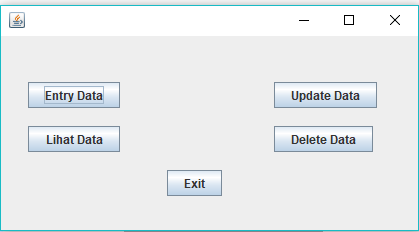 Entry Data
Update Data
Lihat Data
Delete Data
Exit